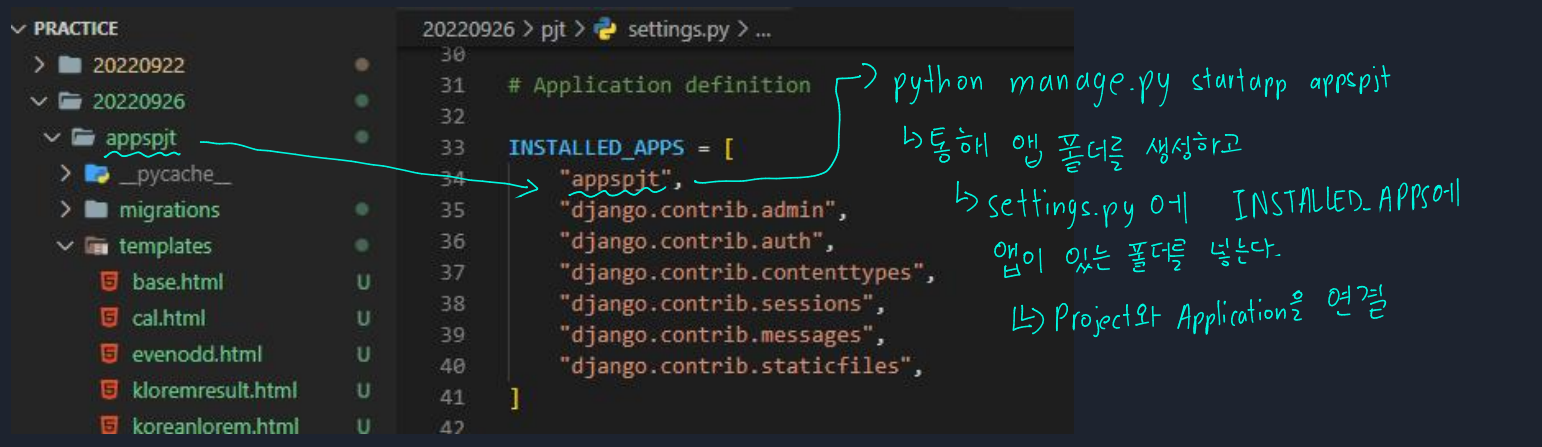 PRACTICE
20220922
20220926
appspjt
__pycache__
migrations
templates
base.html U
cal.html U
evenodd.html U
kloremresult.html U
koreanlorem.html U
20220926 > pjt > settings.py > ...
30
31 # Application definition
32
33 INSTALLED_APPS = [
34 "appspjt",
35 "django.contrib.admin",
36 "django.contrib.auth",
37 "django.contrib.contenttypes",
38 "django.contrib.sessions",
39 "django.contrib.messages",
40 "django.contrib.staticfiles",
41 ]
42
python manage.py startapp appspjt
통해 앱 폴더를 생성하고
settings.py 에 INSTALLED_APPS에
앱이 있는 폴더를 넣는다.
Project와 Application을 연결